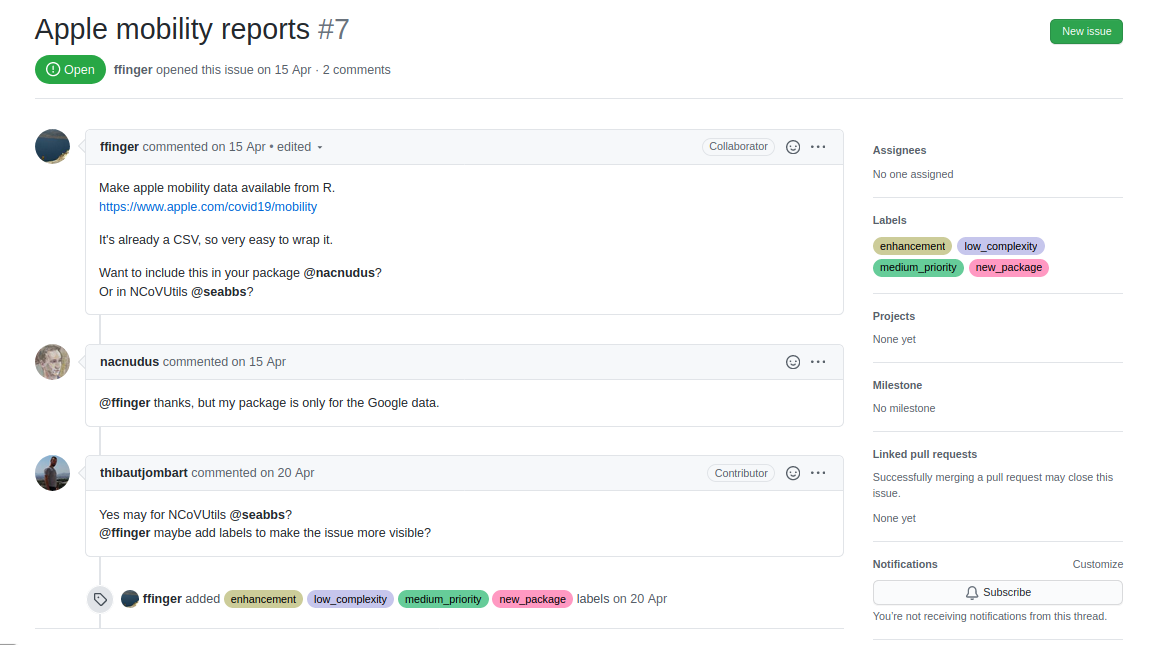 Apple mobility reports #7
New issue
Open
ffinger opened this issue on 15 Apr · 2 comments
ffinger commented on 15 Apr • edited
Collaborator
Make apple mobility data available from R.
https://www.apple.com/covid19/mobility
It's already a CSV, so very easy to wrap it.
Want to include this in your package @nacnudus?
Or in NCoVUtils @seabbs?
nacnudus commented on 15 Apr
@ffinger thanks, but my package is only for the Google data.
thibautjombart commented on 20 Apr
Contributor
Yes may for NCoVUtils @seabbs?
@ffinger maybe add labels to make the issue more visible?
ffinger added enhancement low_complexity medium_priority new_package labels on 20 Apr
Assignees
No one assigned
Labels
enhancement low_complexity
medium_priority new_package
Projects
None yet
Milestone
No milestone
Linked pull requests
Successfully merging a pull request may close this
issue.
None yet
Notifications
Customize
Subscribe
You're not receiving notifications from this thread.